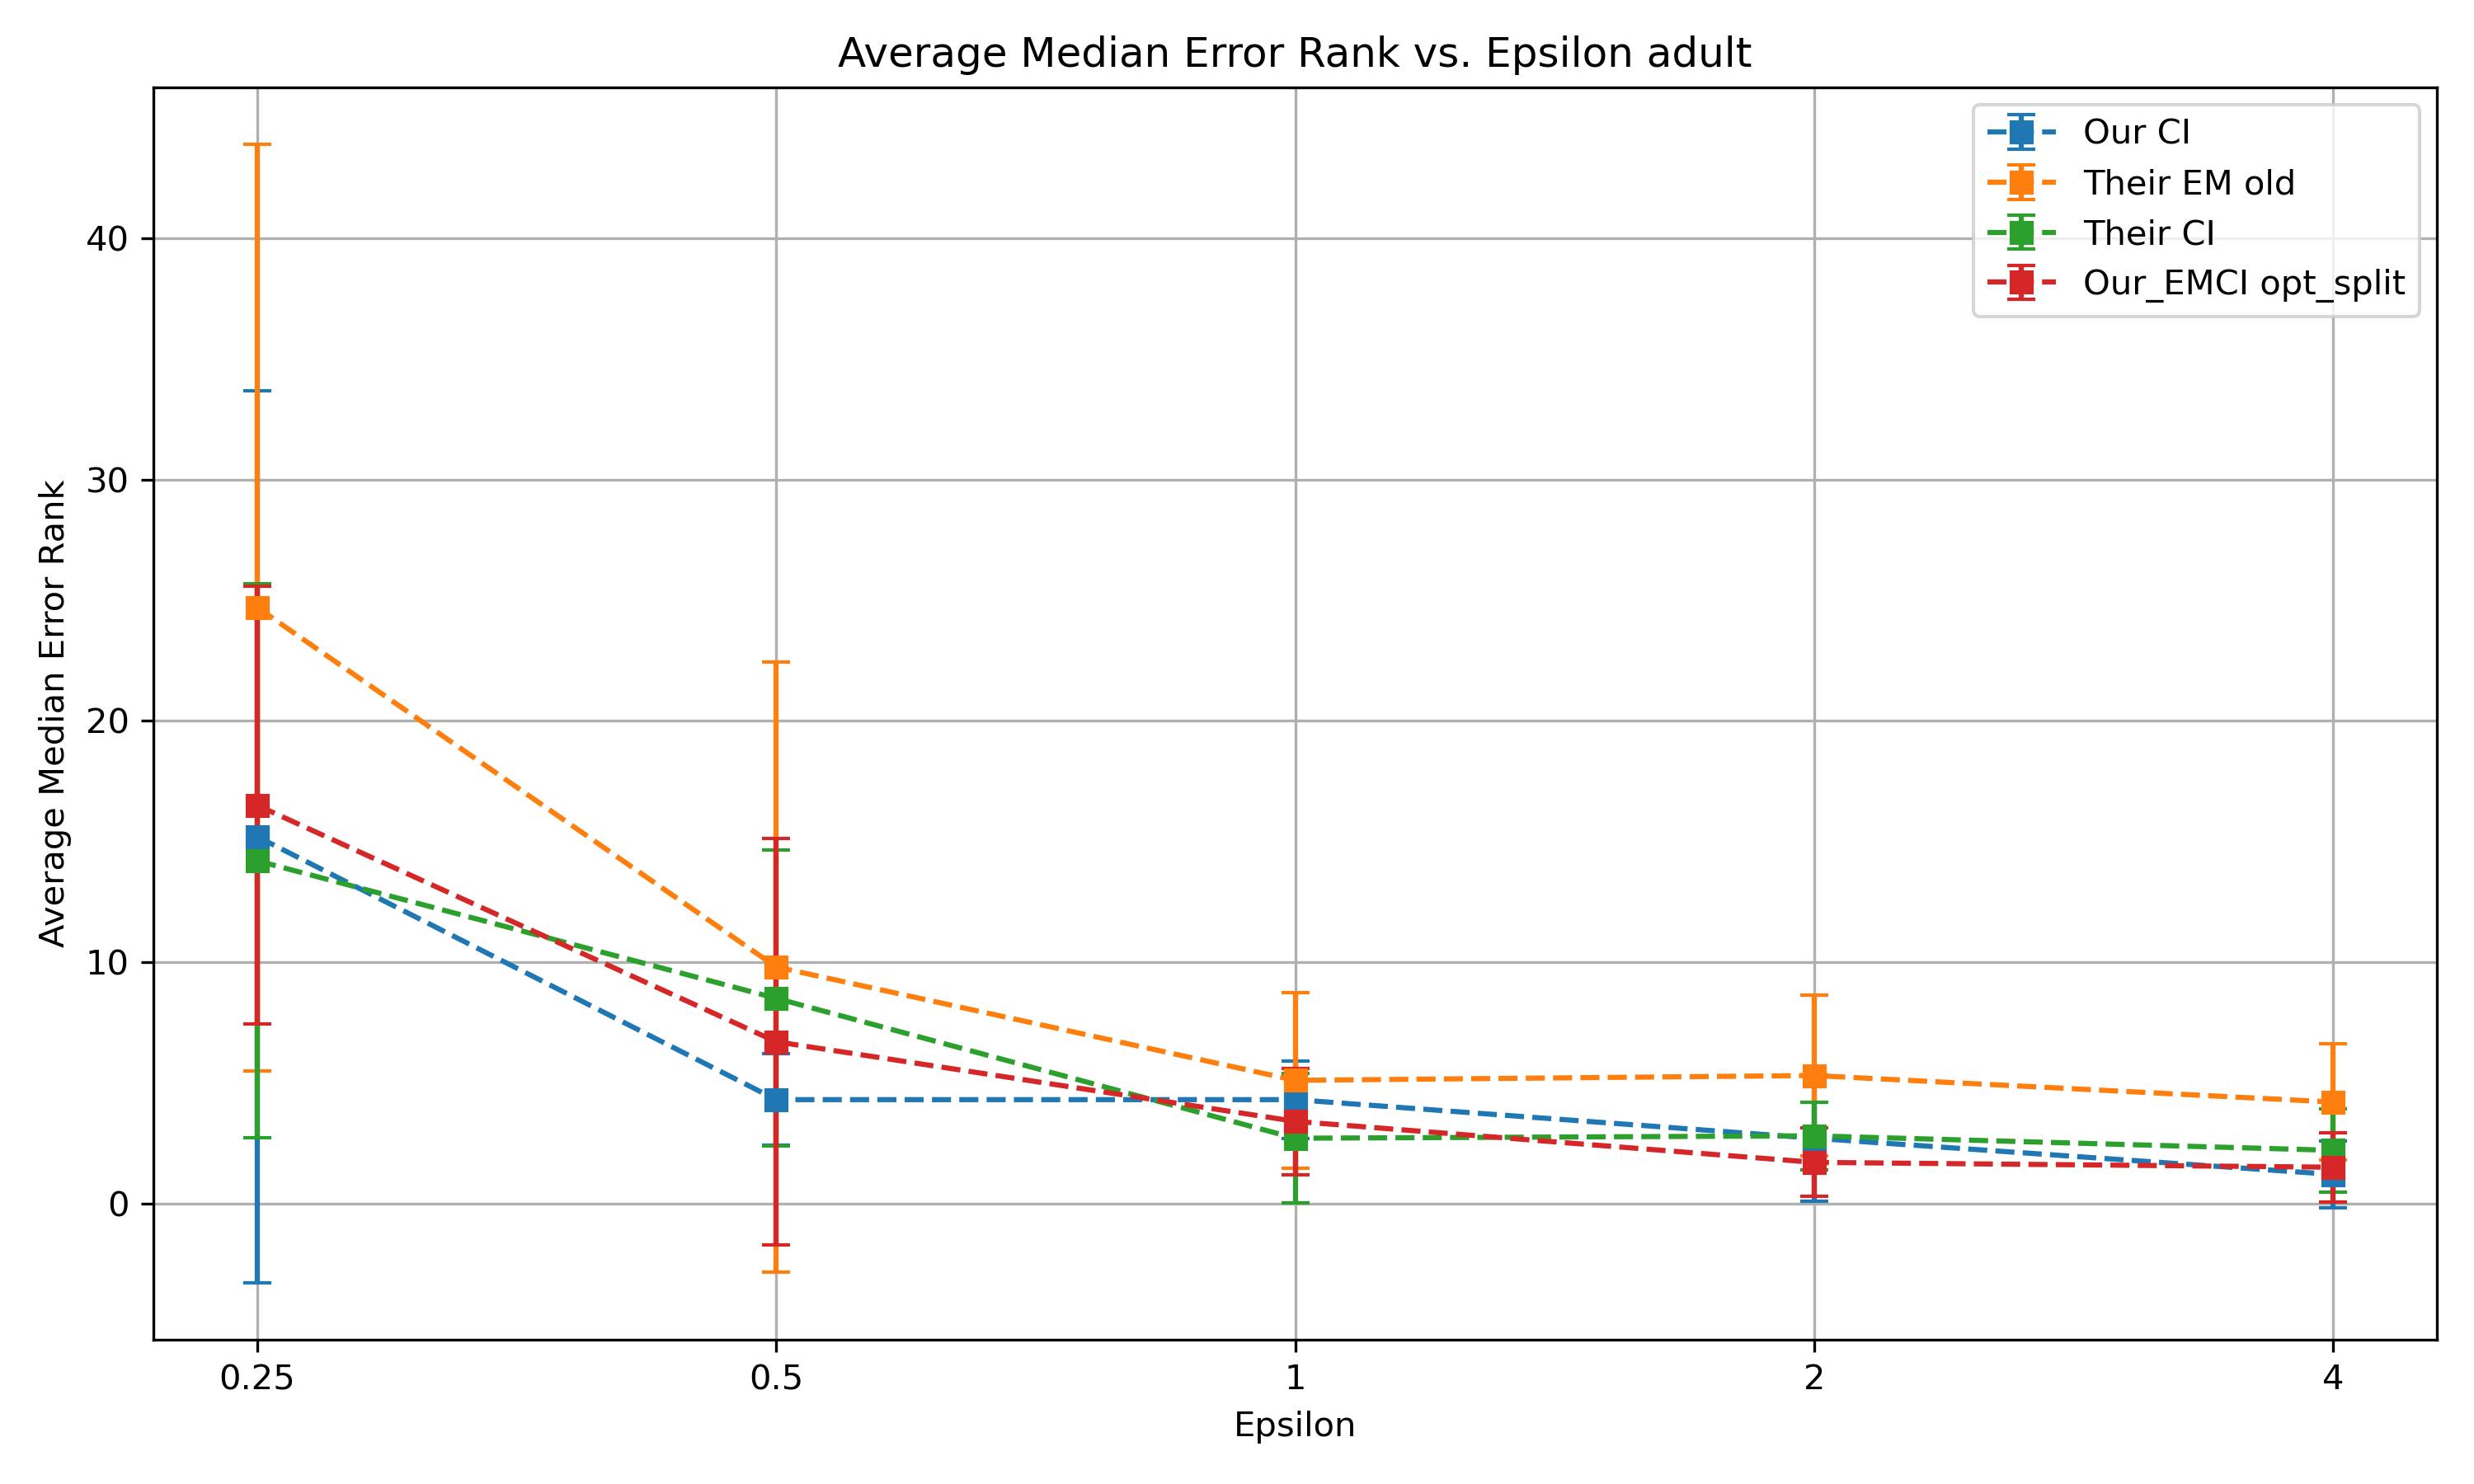 Average Median Error Rank vs. Epsilon adult
Our CI
Their EM old
Their CI
Our_EMCI opt_split
Average Median Error Rank
40
30
20
10
0
0.25
0.5
1
2
4
Epsilon